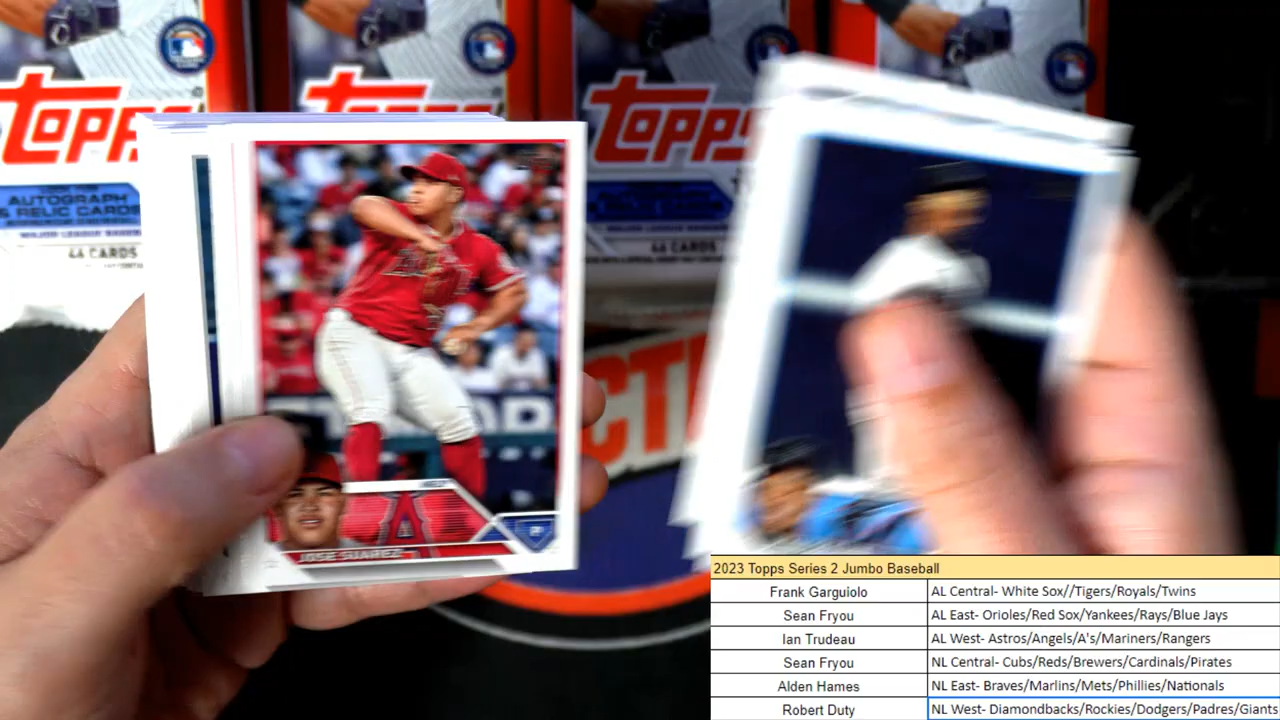 TOPPS
TOPPS
TOPPS
AUTOGRAPH
& RELIC CARDS
MAJOR LEAGUE BASEB
44 CARDS
44 CARDS
A
JOSE SUAREZ
2023 Topps Series 2 Jumbo Baseball
Frank Garguiolo AL Central- White Sox//Tigers/Royals/Twins
Sean Fryou AL East- Orioles/Red Sox/Yankees/Rays/Blue Jays
Ian Trudeau AL West- Astros/Angels/A's/Mariners/Rangers
Sean Fryou NL Central- Cubs/Reds/Brewers/Cardinals/Pirates
Alden Hames NL East- Braves/Marlins/Mets/Phillies/Nationals
Robert Duty NL West- Diamondbacks/Rockies/Dodgers/Padres/Giants